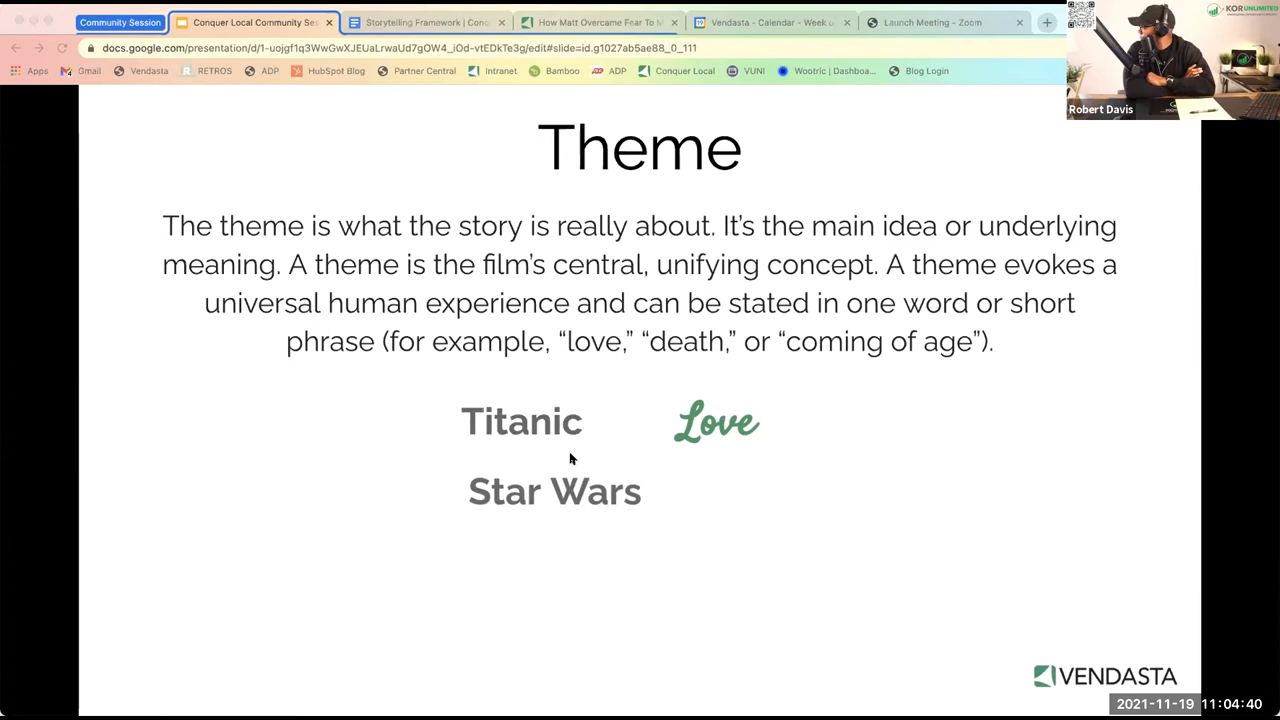 Community Session
Conquer Local Community Ses
Storytelling Framework | Conq
How Matt Overcame Fear To M
Vendasta - Calendar - Week o
Launch Meeting - Zoom
docs.google.com/presentation/d/1-uojgf1q3WwGwXJEUaLrwaUd7gOW4_iOd-vtEDkTe3g/edit#slide=id.g1027ab5ae88_0_111
Apps Gmail Vendasta RETROS ADP HubSpot Blog Partner Central Intranet Bamboo ADP Conquer Local VUNI Wootric | Dashboa... Blog Login
KORUNLIMITED
Robert Davis
Theme
The theme is what the story is really about. It’s the main idea or underlying
meaning. A theme is the film’s central, unifying concept. A theme evokes a
universal human experience and can be stated in one word or short
phrase (for example, “love,” “death,” or “coming of age”).
Titanic Love
Star Wars
VENDASTA
2021-11-19 11:04:40